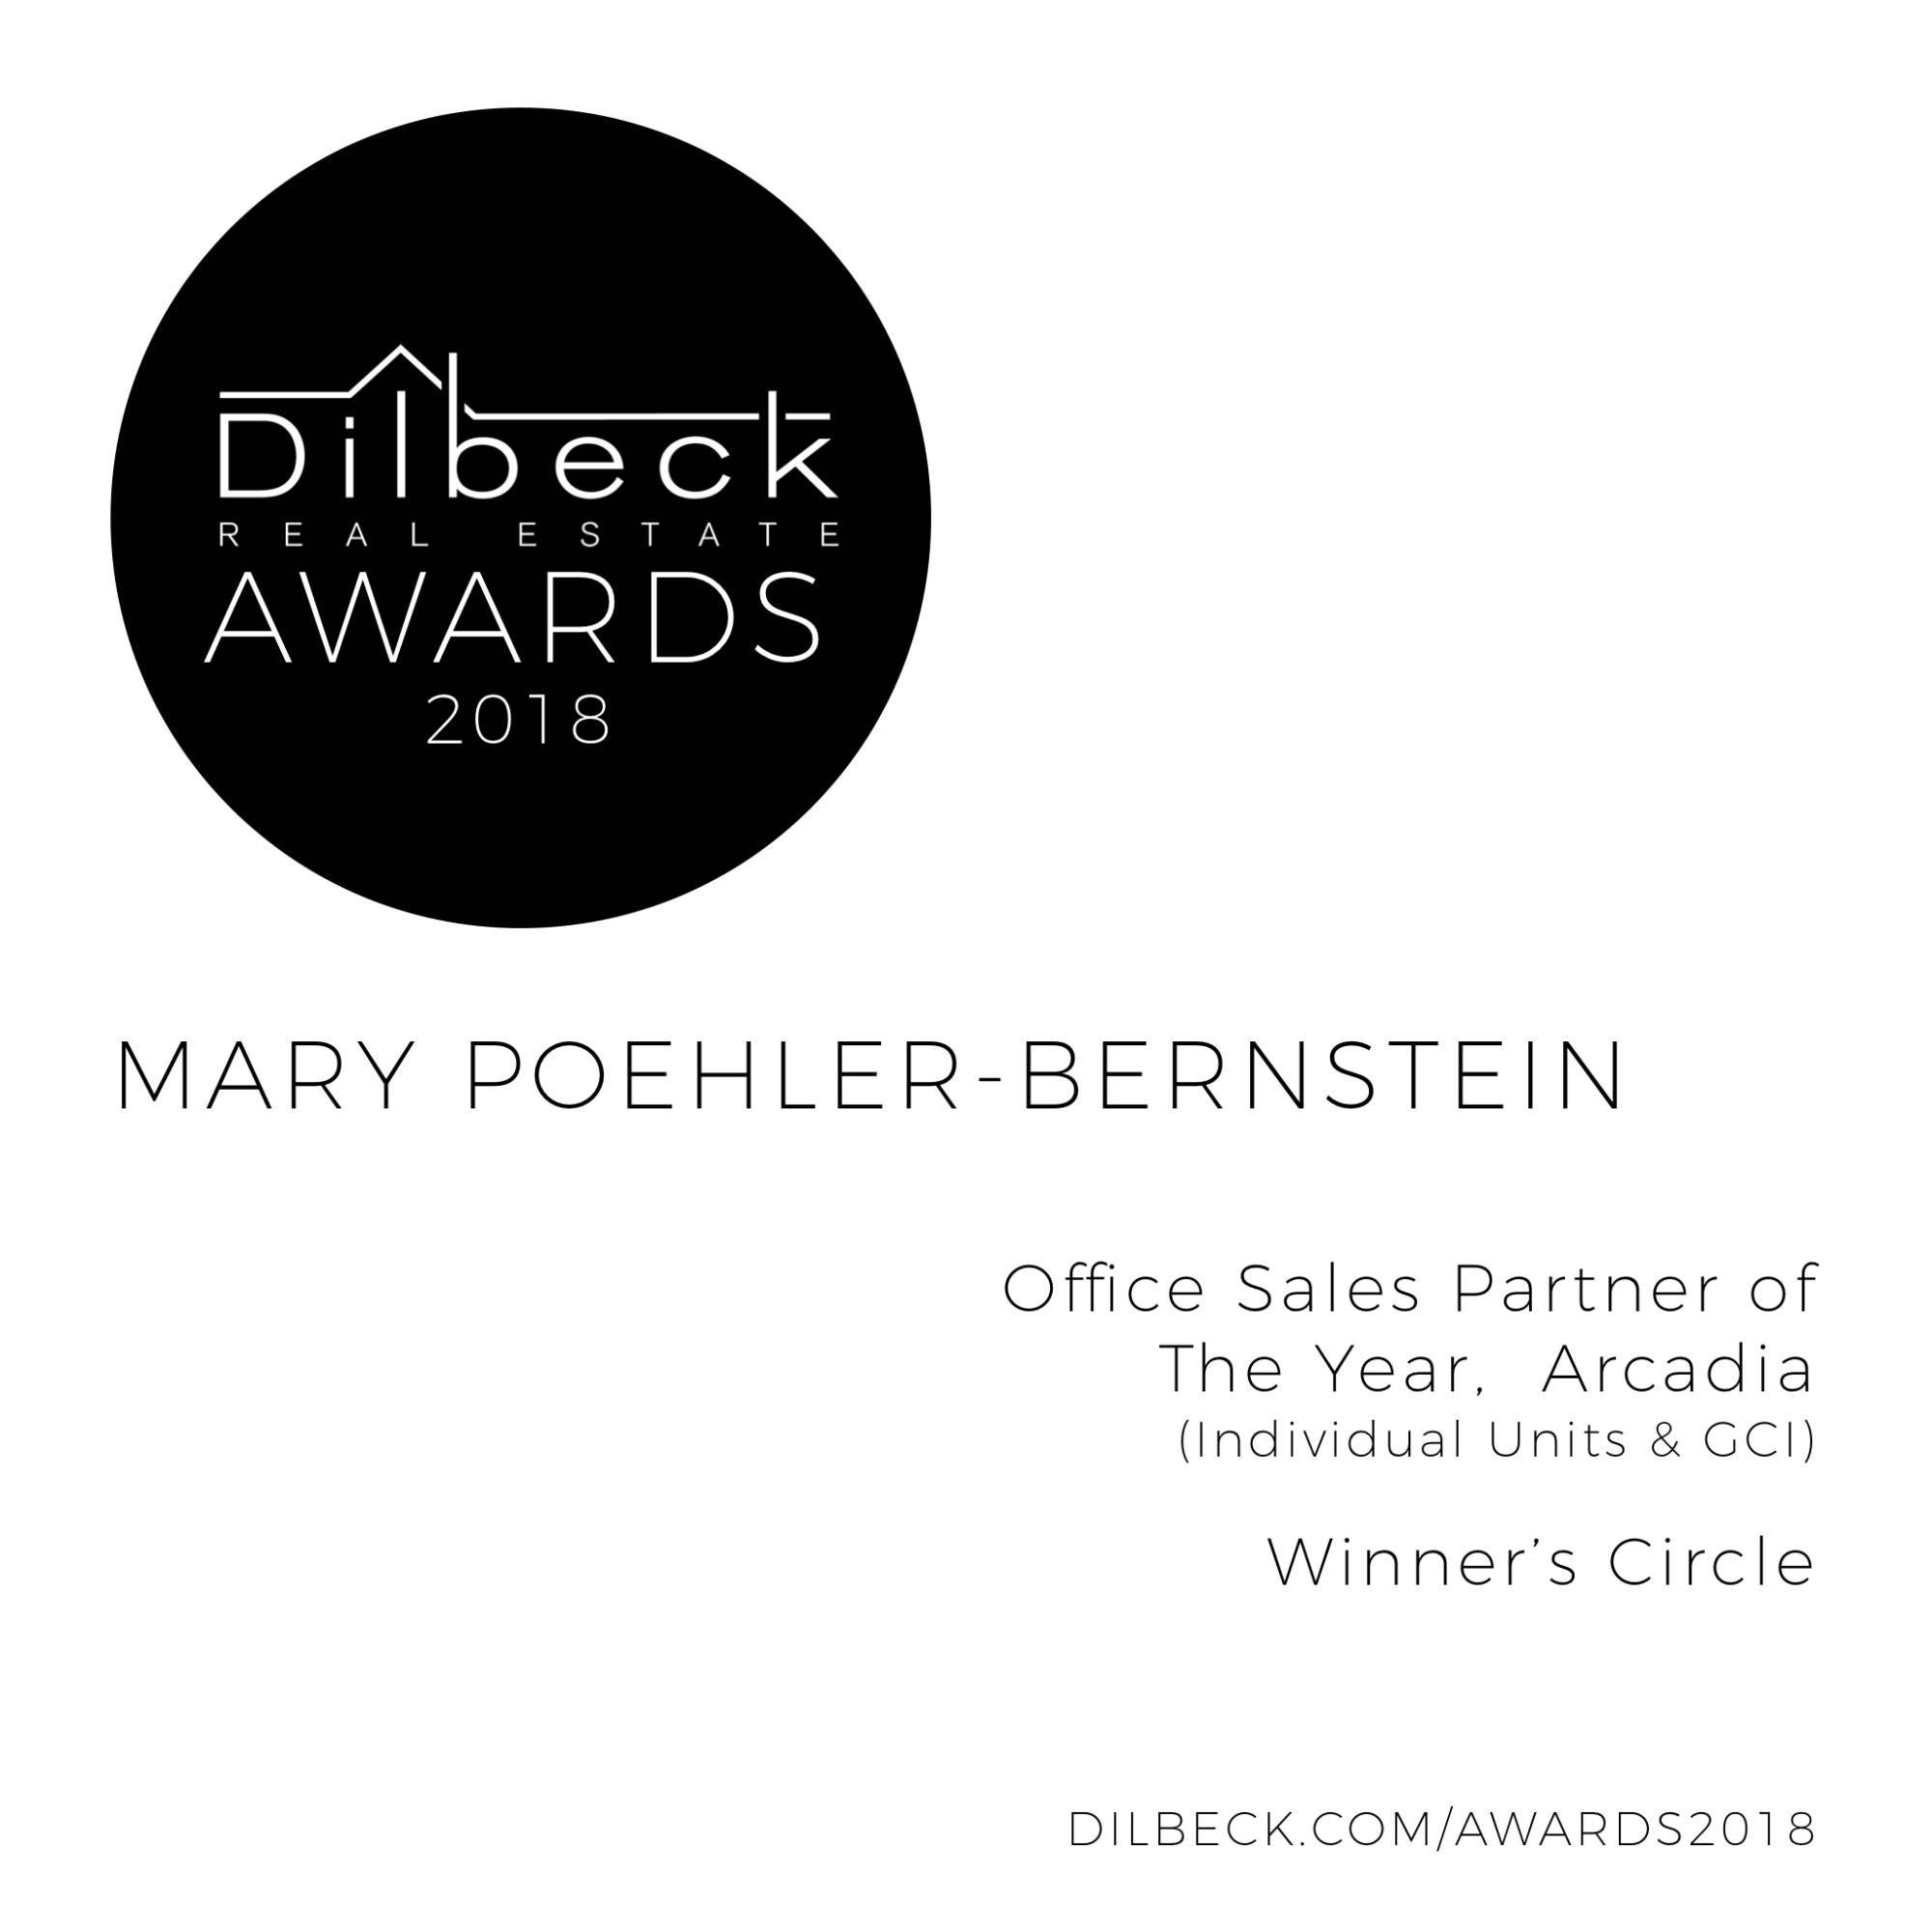 Dilbeck
REAL ESTATE
AWARDS
2018
MARY POEHLER-BERNSTEIN
Office Sales Partner of
The Year, Arcadia
(Individual Units & GCI)
Winner’s Circle
DILBECK.COM/AWARDS2018